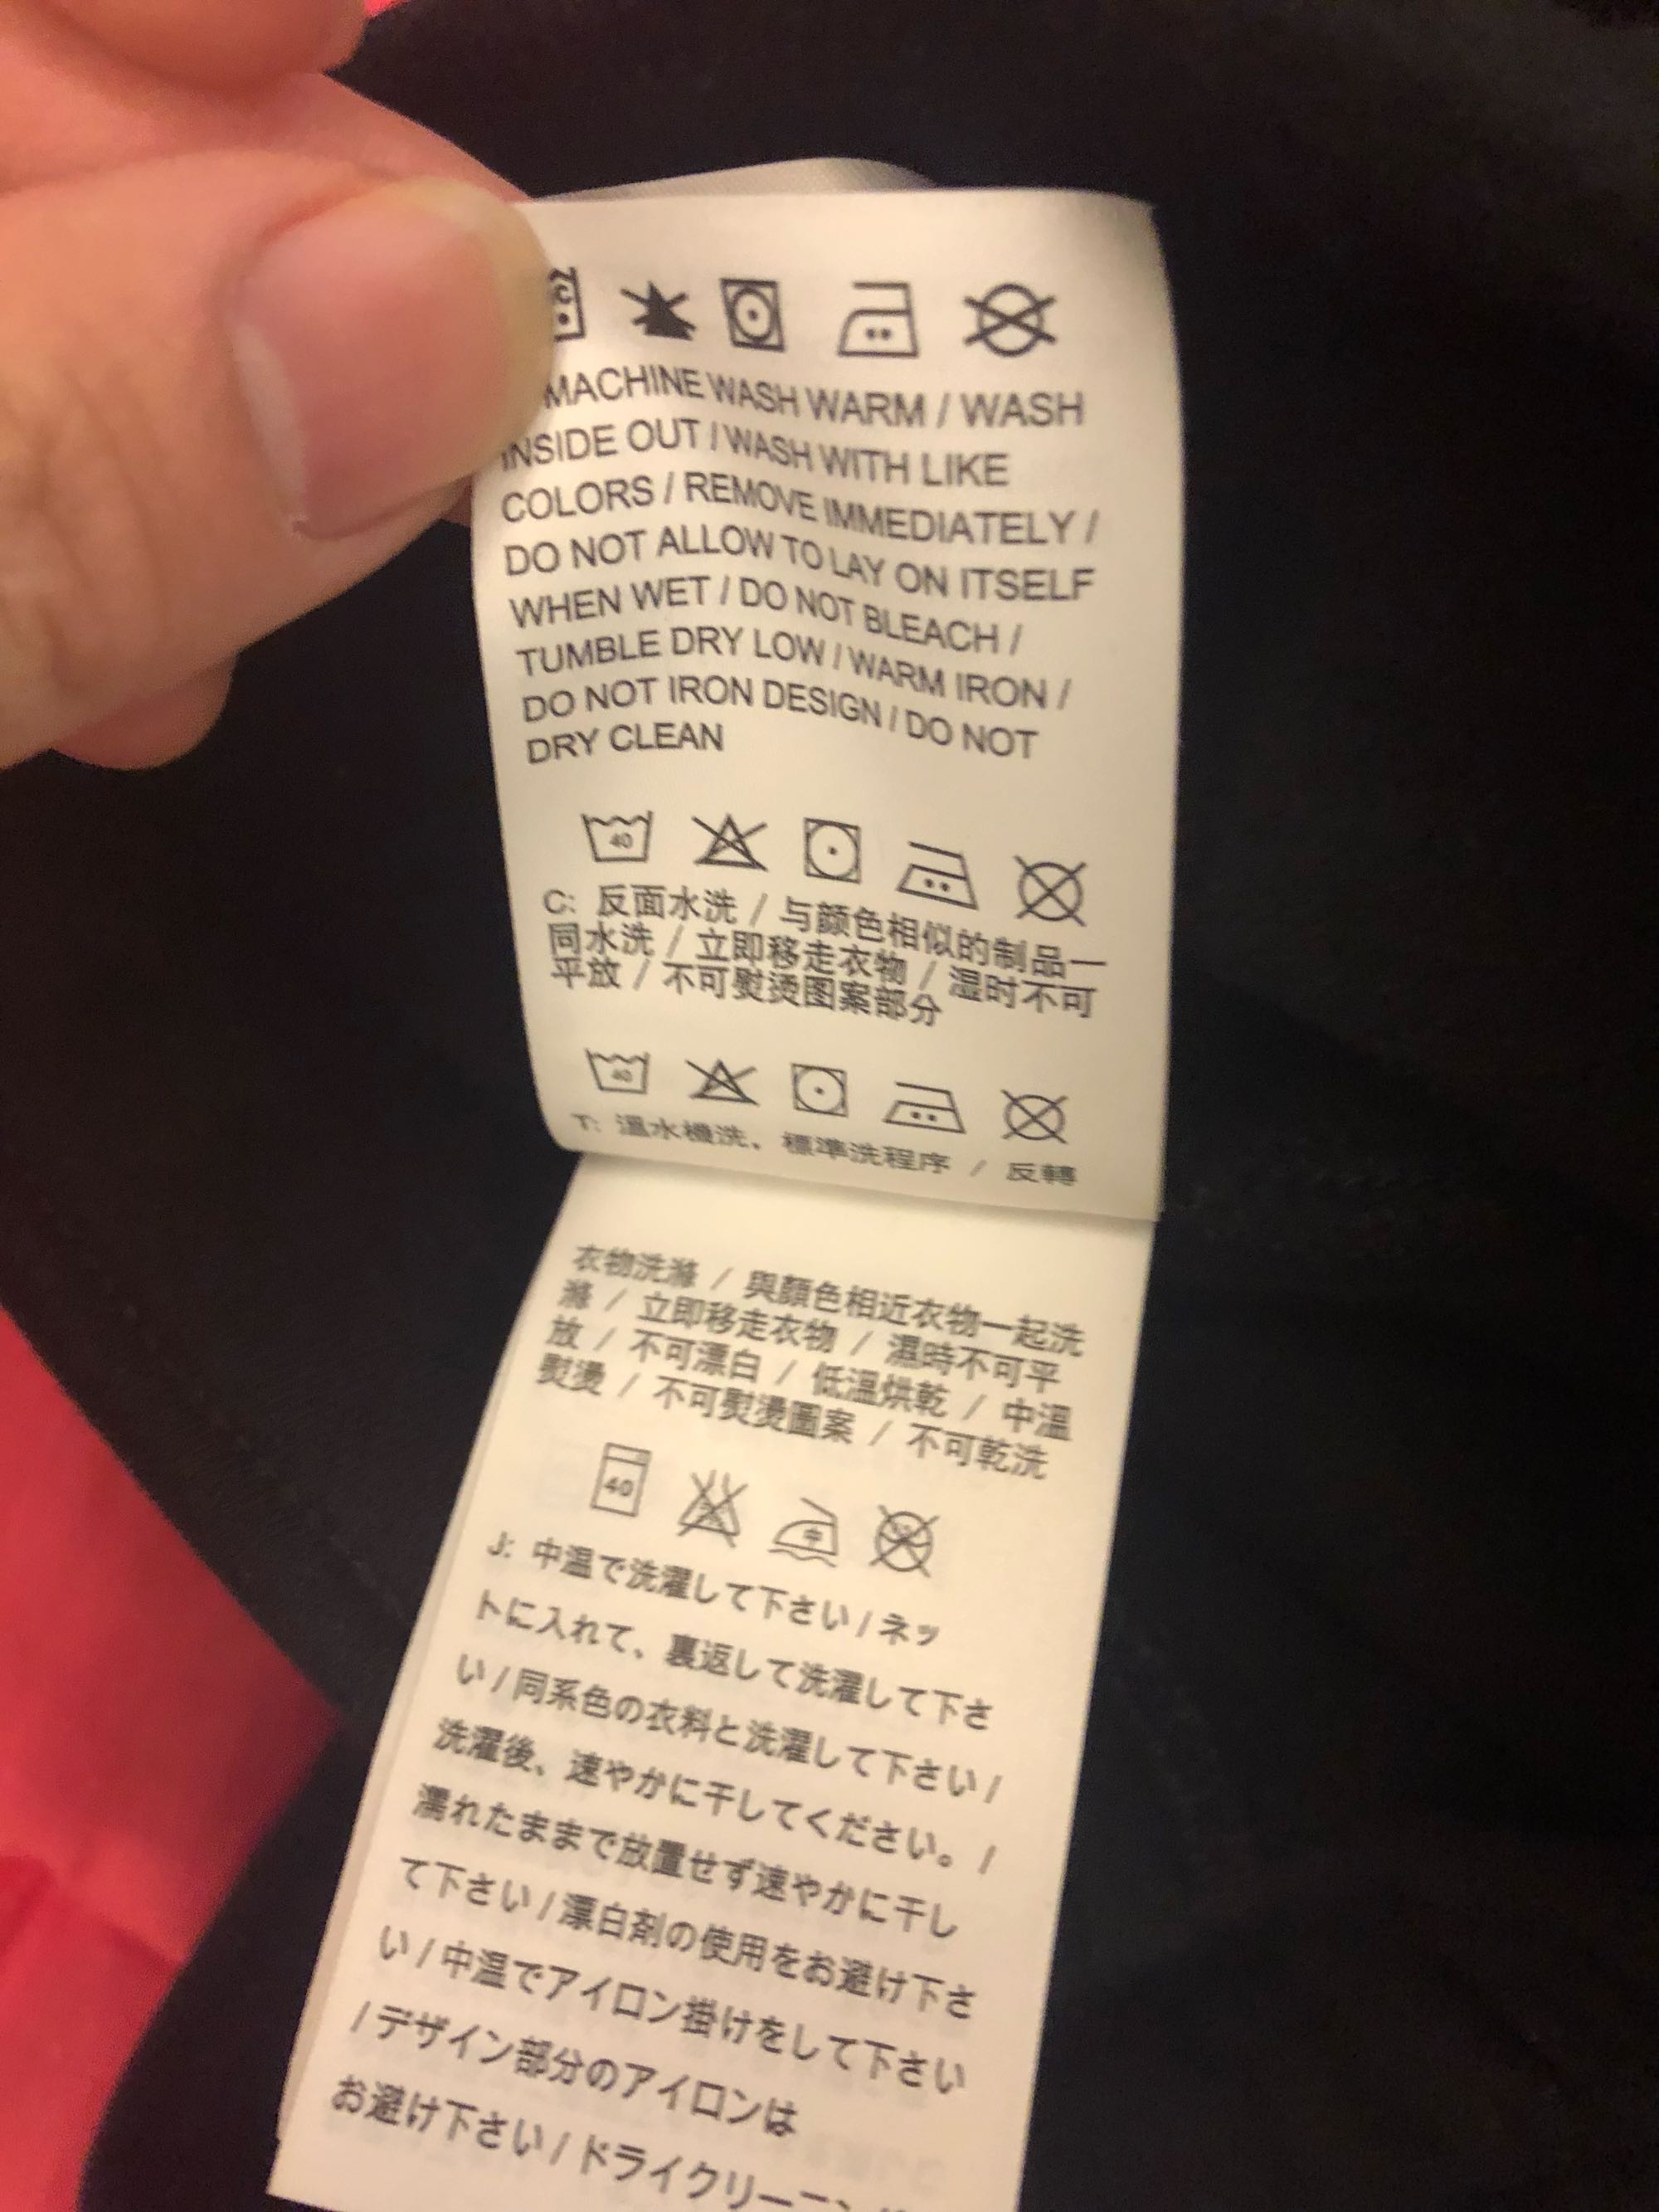 MACHINE WASH WARM / WASH
INSIDE OUT / WASH WITH LIKE
COLORS / REMOVE IMMEDIATELY /
DO NOT ALLOW TO LAY ON ITSELF
WHEN WET / DO NOT BLEACH /
TUMBLE DRY LOW / WARM IRON /
DO NOT IRON DESIGN / DO NOT
DRY CLEAN
40
C: 反面水洗 / 与颜色相似的制品一
同水洗 / 立即移走衣物 / 湿时不可
平放 / 不可熨烫图案部分
40
T: 溫水機洗，標準洗程序 / 反轉
衣物洗滌 / 與顏色相近衣物一起洗
滌 / 立即移走衣物 / 濕時不可平
放 / 不可漂白 / 低溫烘乾 / 中溫
熨燙 / 不可熨燙圖案 / 不可乾洗
40 中
J: 中温で洗濯して下さい / ネッ
トに入れて、裏返して洗濯して下さ
い / 同系色の衣料と洗濯して下さい /
洗濯後、速やかに干してください。 /
濡れたままで放置せず速やかに干し
て下さい / 漂白剤の使用をお避け下さ
い / 中温でアイロン掛けをして下さい
/ デザイン部分のアイロンは
お避け下さい / ドライクリーニン